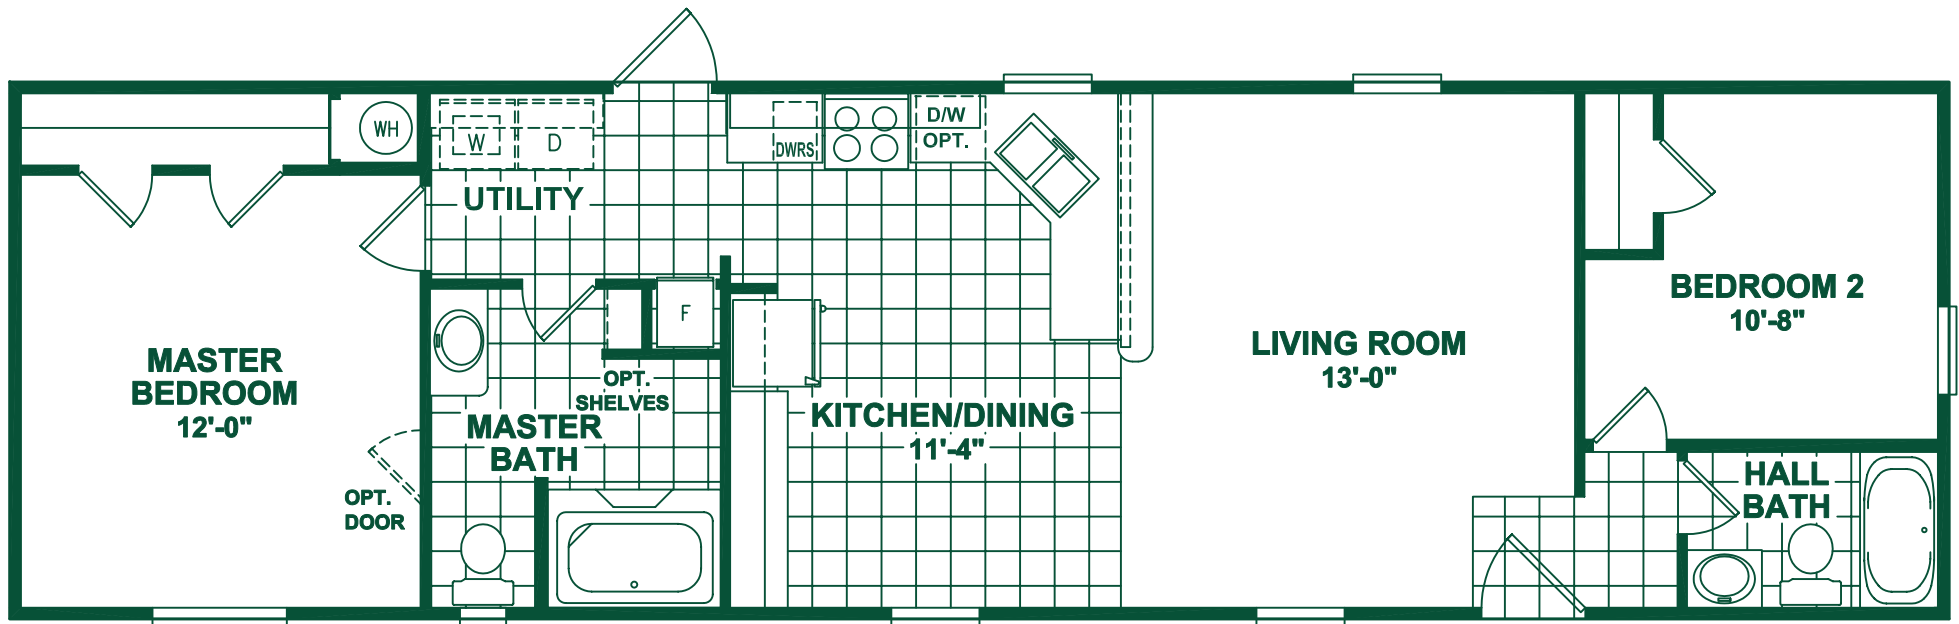 WH
W
D
UTILITY
DWRS
D/W
OPT.
F
MASTER
BEDROOM
12'-0"
OPT.
DOOR
OPT.
SHELVES
MASTER
BATH
KITCHEN/DINING
11'-4"
LIVING ROOM
13'-0"
BEDROOM 2
10'-8"
HALL
BATH